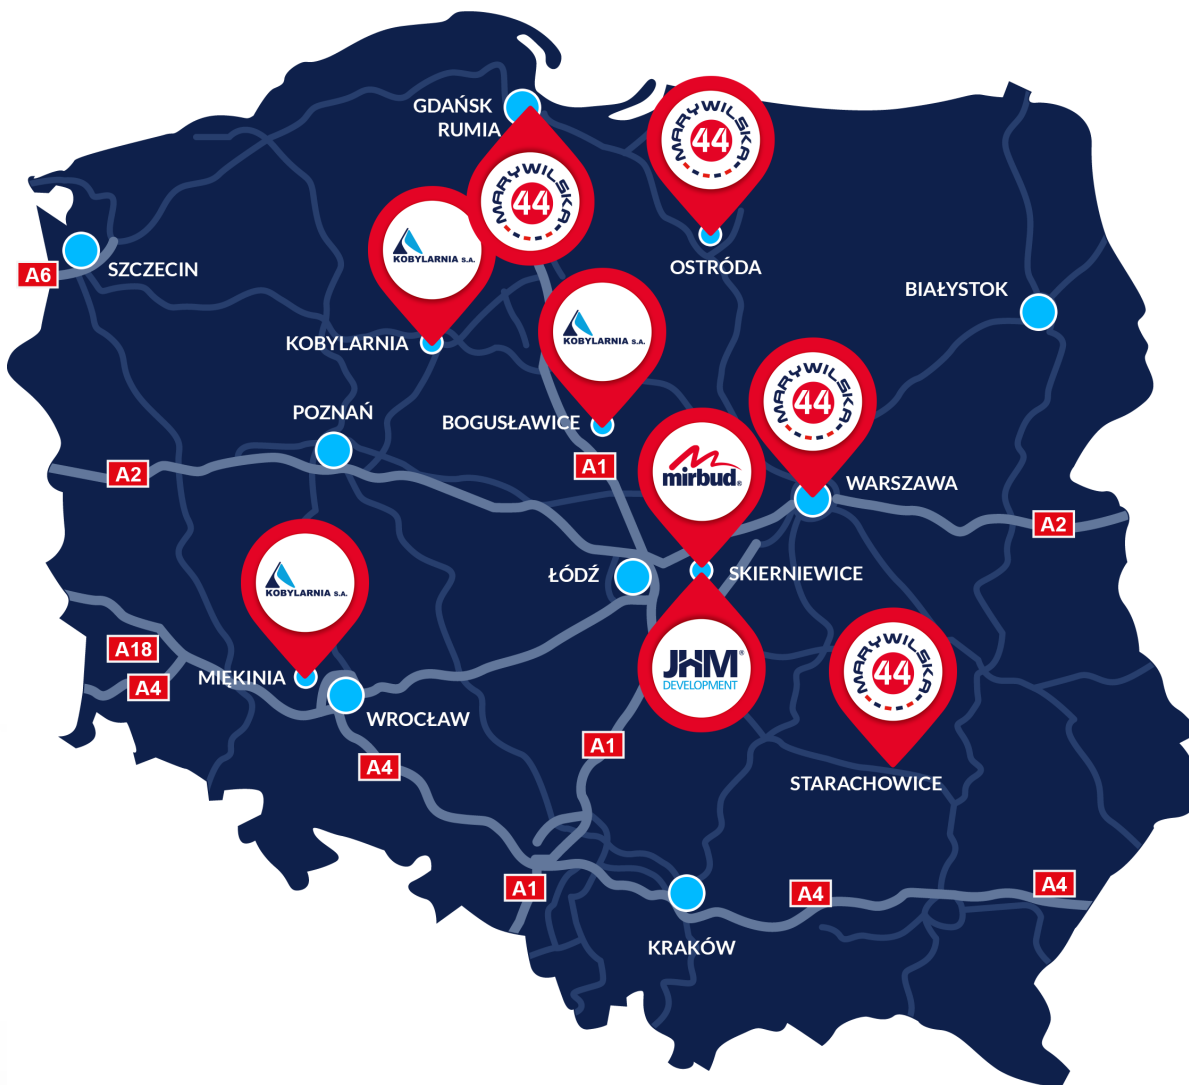 GDAŃSK
RUMIA
MARYWILSKA
44
MARYWILSKA
44
KOBYLARNIA S.A.
SZCZECIN
A6
OSTRÓDA
BIAŁYSTOK
KOBYLARNIA
KOBYLARNIA S.A.
MARYWILSKA
44
POZNAŃ
BOGUSŁAWICE
A2
A1
mirbud®
WARSZAWA
A2
KOBYLARNIA S.A.
ŁÓDŹ
SKIERNIEWICE
A18
A4
MIĘKINIA
WROCŁAW
JHM®
DEVELOPMENT
MARYWILSKA
44
A1
A4
STARACHOWICE
A1
A4
A4
KRAKÓW